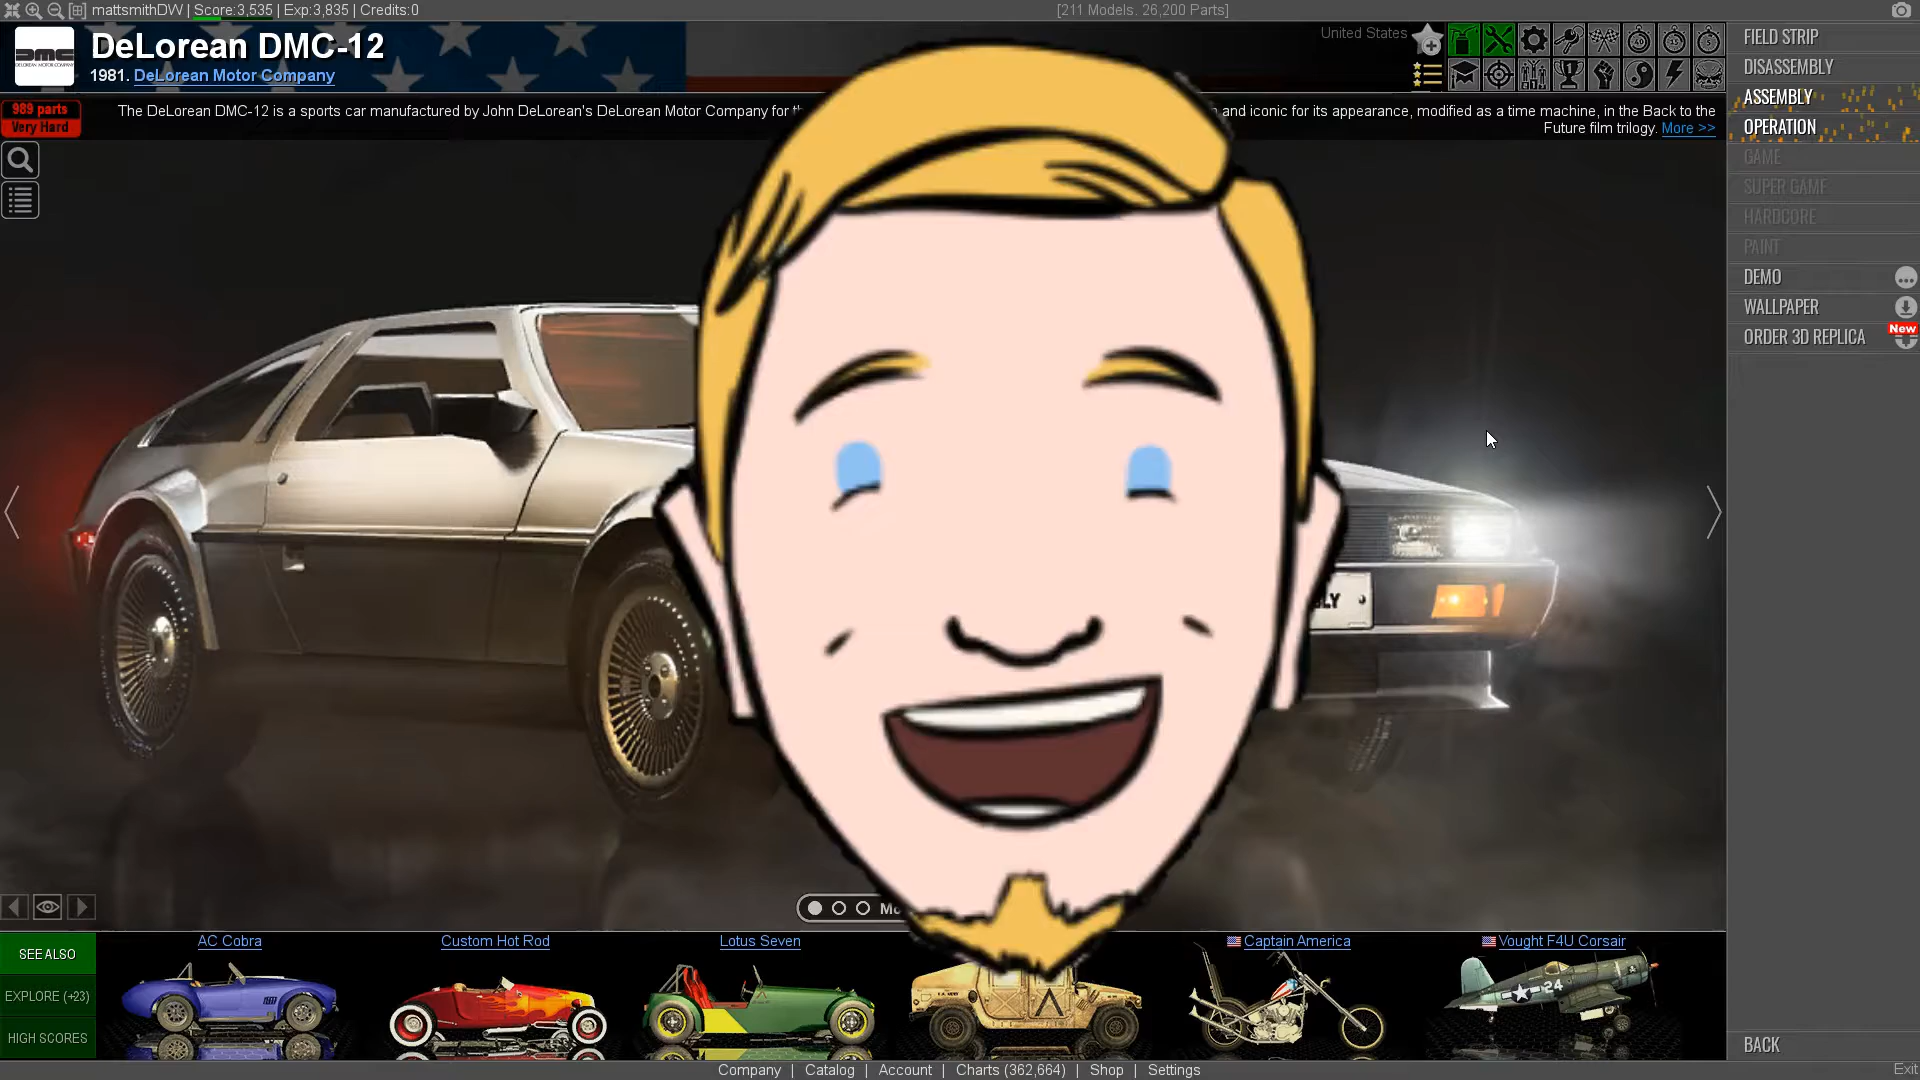 mattsmithDW | Score:3,535 | Exp:3,835 | Credits:0
[211 Models. 26,200 Parts]
DeLorean DMC-12
1981. DeLorean Motor Company
United States
989 parts
Very Hard
The DeLorean DMC-12 is a sports car manufactured by John DeLorean's DeLorean Motor Company for and iconic for its appearance, modified as a time machine, in the Back to the
Future film trilogy. More >>
FIELD STRIP
DISASSEMBLY
ASSEMBLY
OPERATION
GAME
SUPER GAME
HARDCORE
PAINT
DEMO
WALLPAPER
ORDER 3D REPLICA
New
SEE ALSO
EXPLORE (+23)
HIGH SCORES
AC Cobra
Custom Hot Rod
Lotus Seven
Captain America
Vought F4U Corsair
24
BACK
Company | Catalog | Account | Charts (362,664) | Shop | Settings
Exit